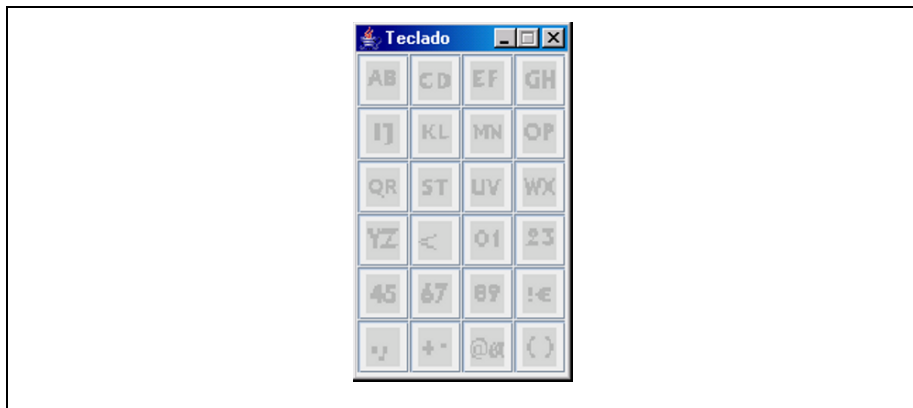 Teclado
AB CD EF GH
IJ KL MN OP
QR ST UV WX
YZ < 01 23
45 67 89 !€
., + - {}